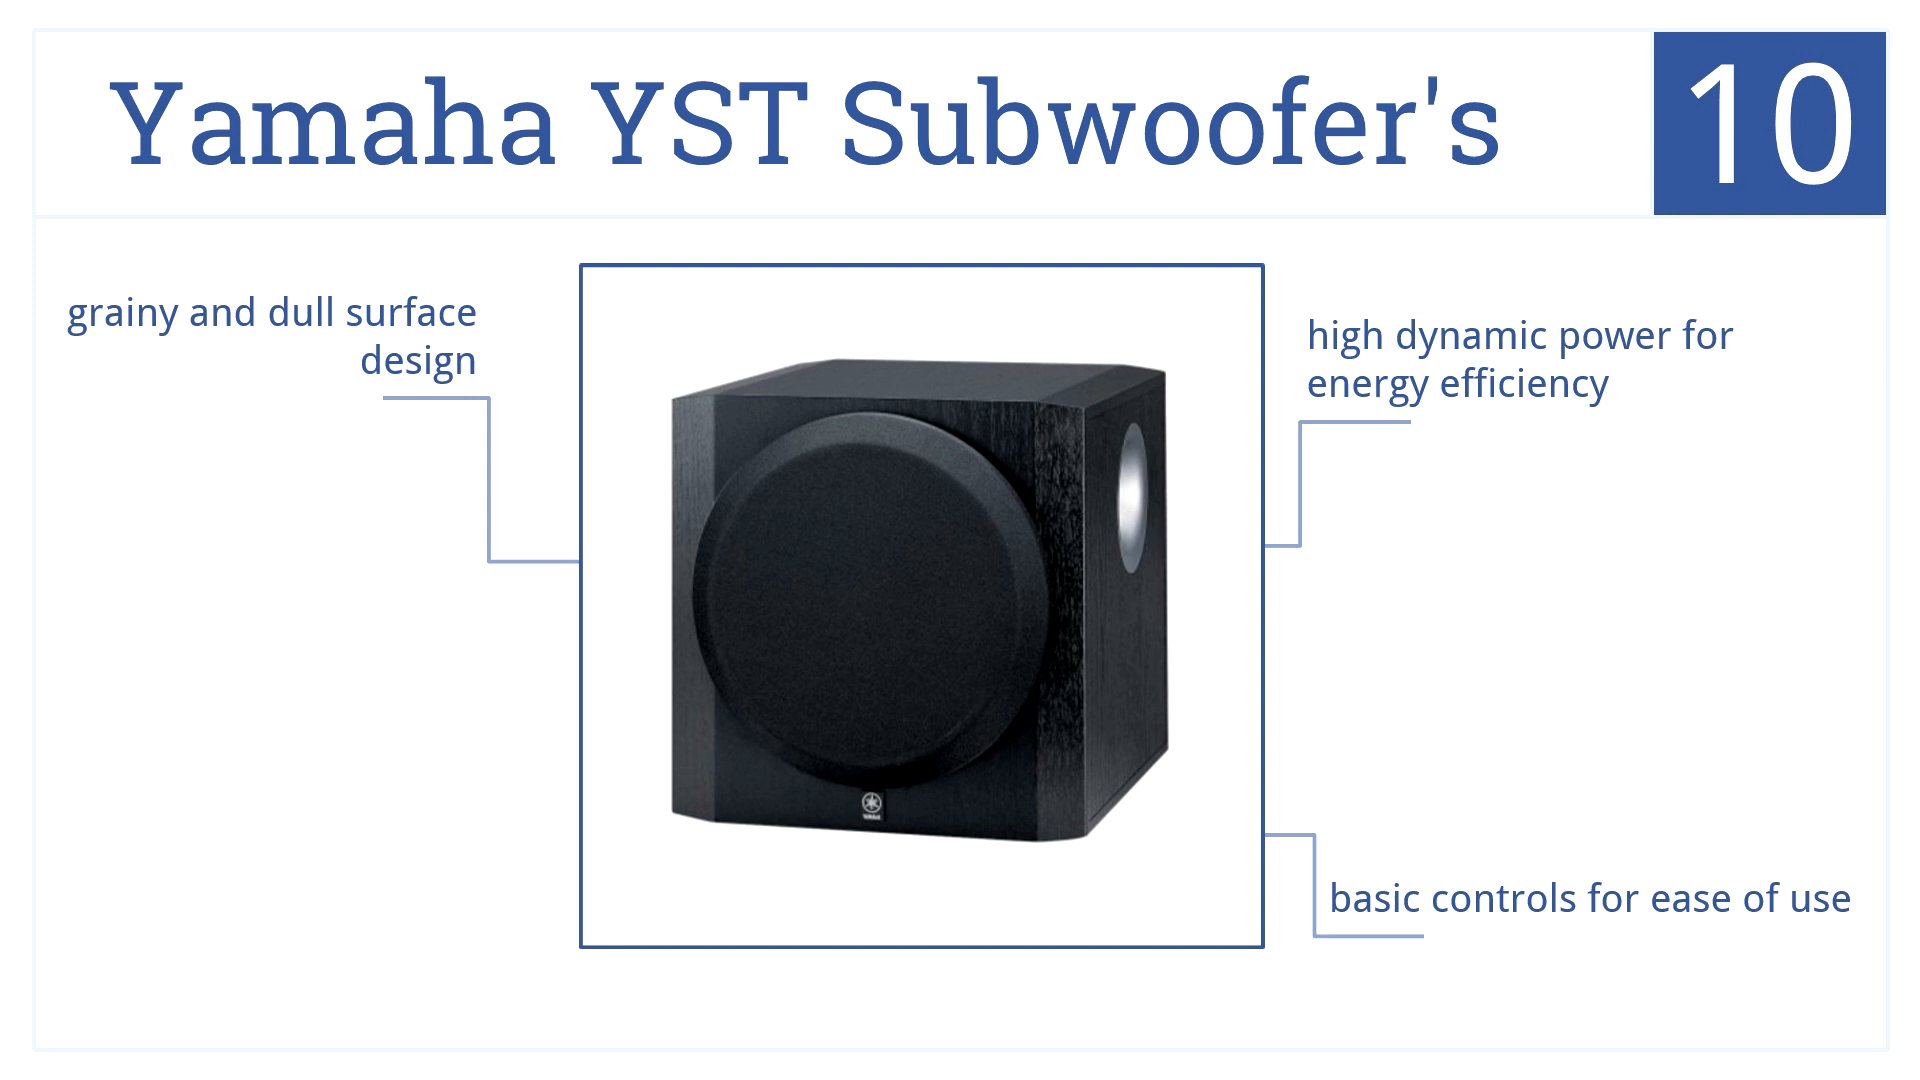 Yamaha YST Subwoofer's
10
grainy and dull surface
design
high dynamic power for
energy efficiency
basic controls for ease of use